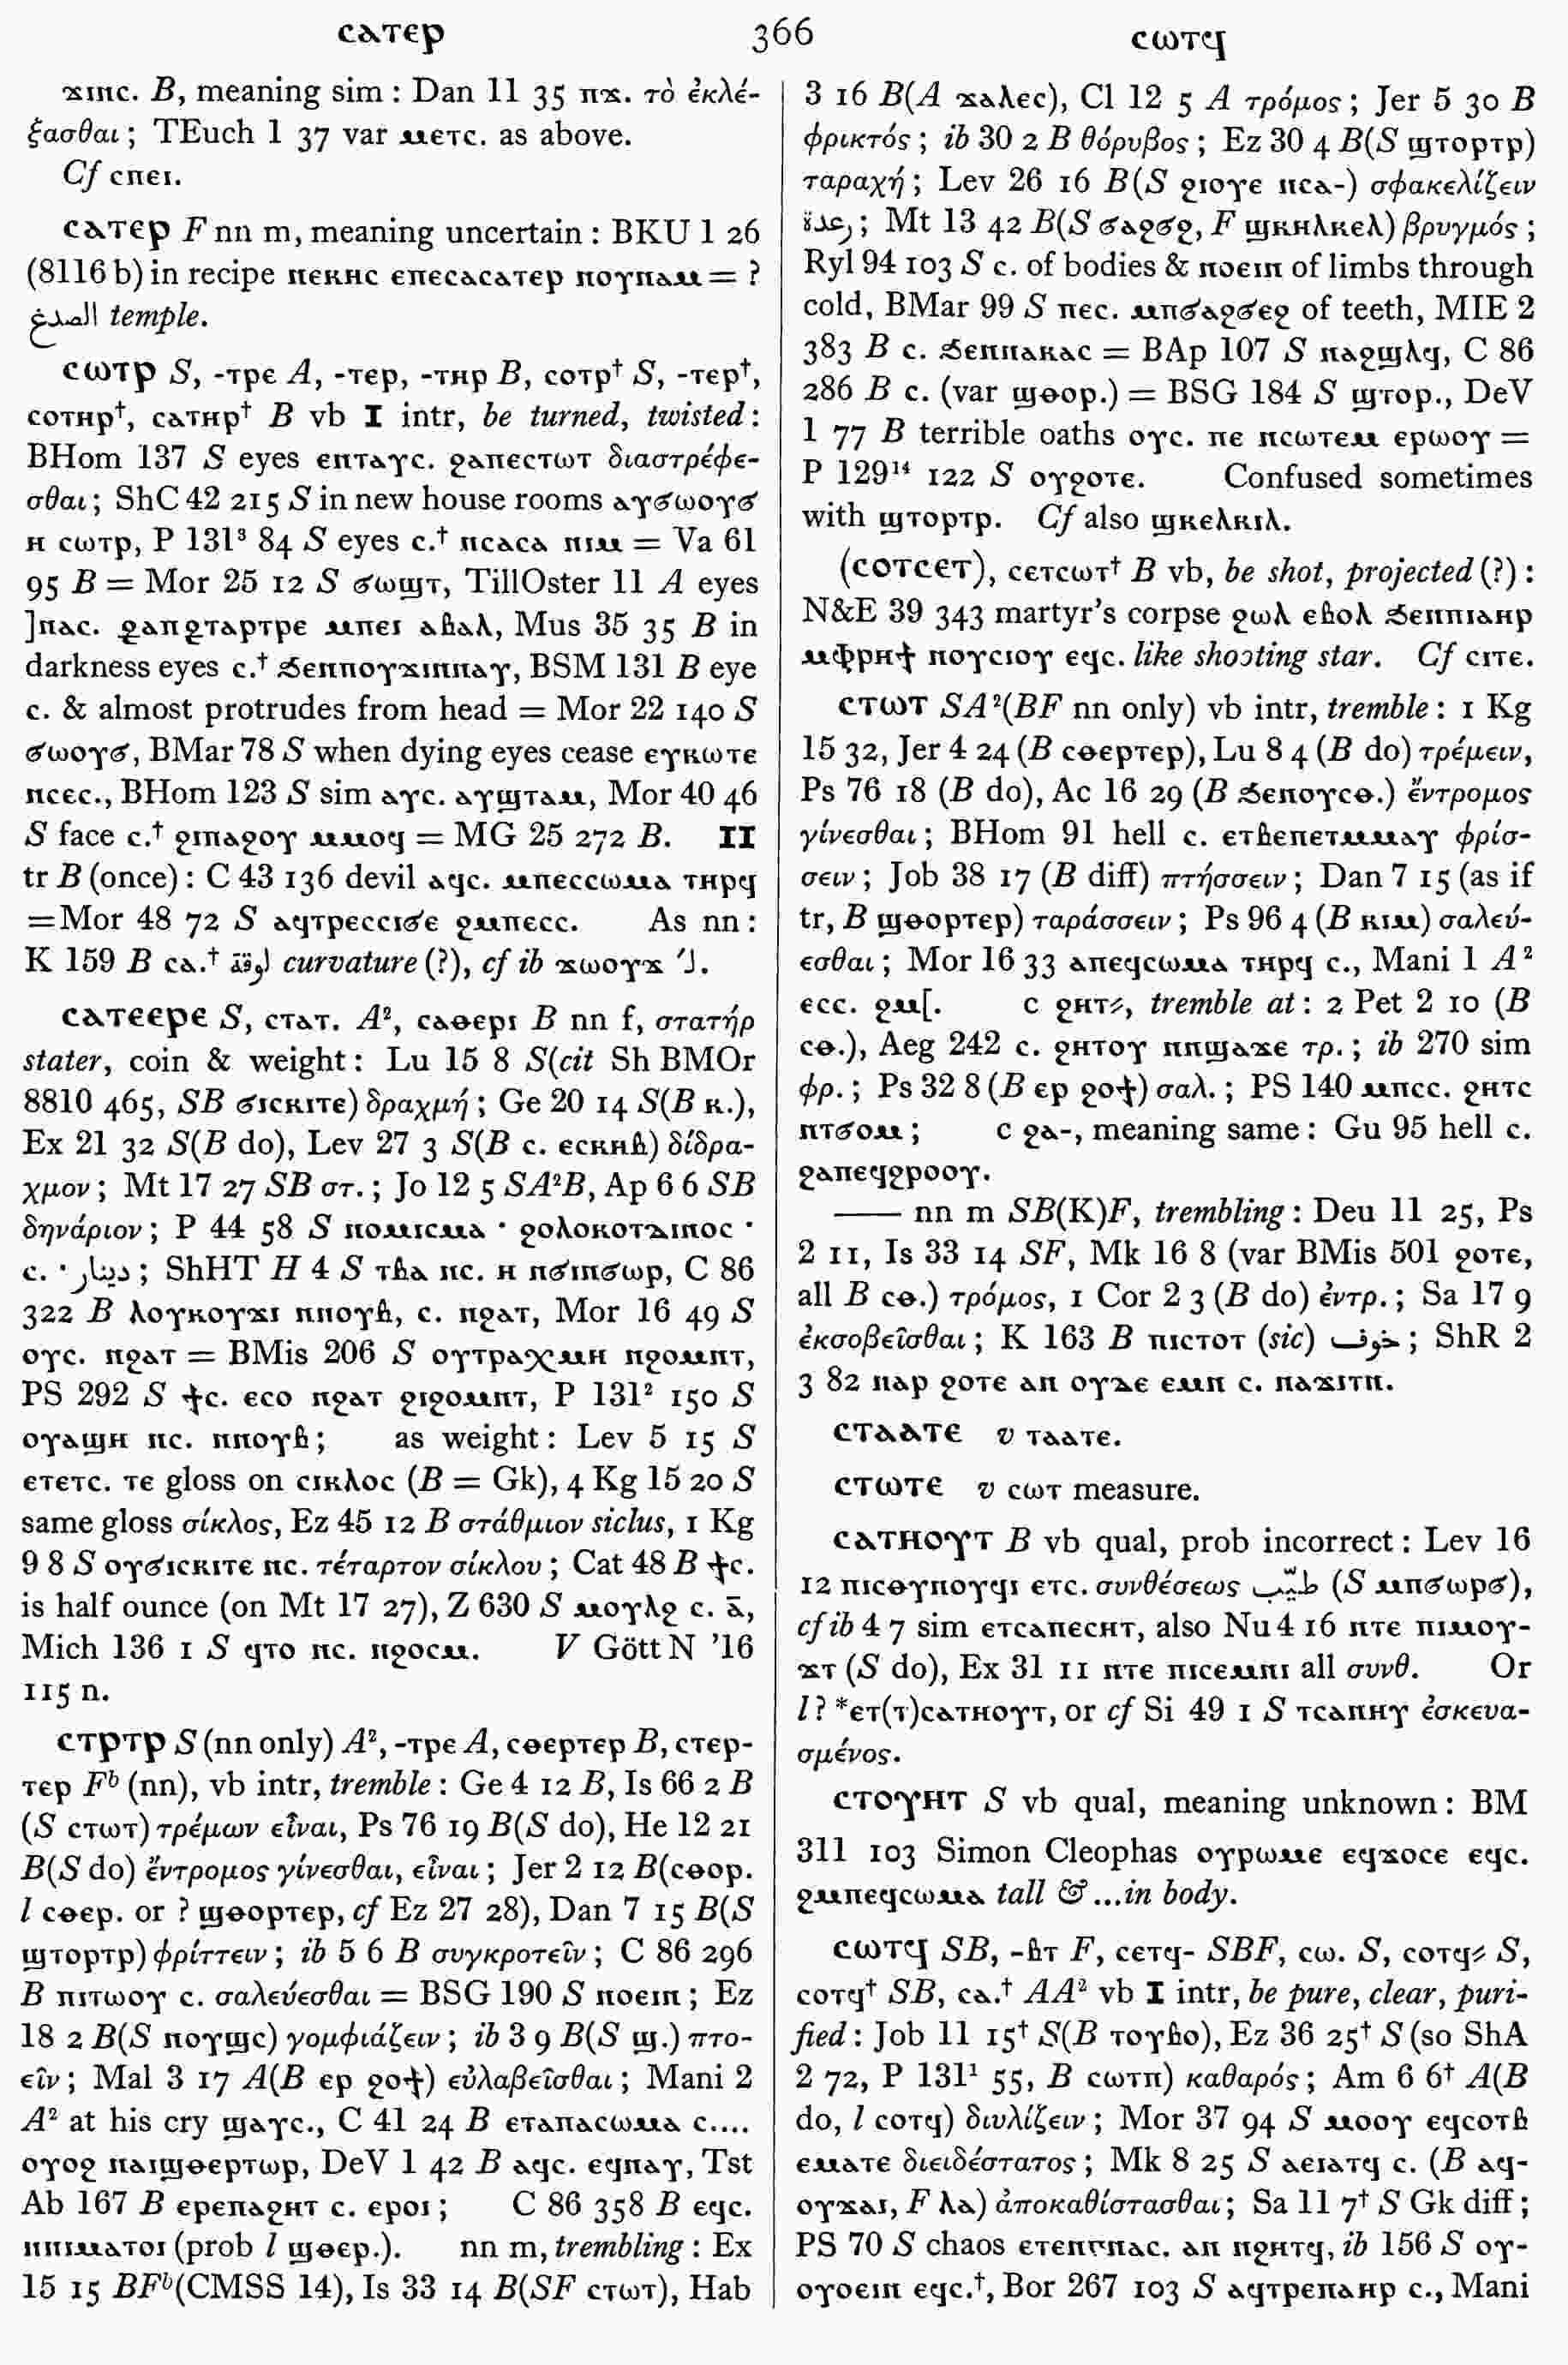 ⲥⲁⲧⲉⲣ 366 ⲥⲱⲧϥ
ϫⲓⲛⲥ. B, meaning sim : Dan 11 35 ⲡϫ. τὸ ἐκλέ-
ξασθαι ; TEuch 1 37 var ⲙⲉⲧⲥ. as above.
Cf ⲥⲡⲉⲓ.
ⲥⲁⲧⲉⲣ F nn m, meaning uncertain : BKU 1 26
(8116 b) in recipe ⲡⲉⲕⲏⲥ ⲉⲡⲉⲥⲁⲥⲁⲧⲉⲣ ⲛⲟⲩⲛⲁⲙ = ?
الصدغ temple.
ⲥⲱⲧⲣ S, -ⲧⲣⲉ A, -ⲧⲉⲣ, -ⲧⲏⲣ B, ⲥⲟⲧⲣ† S, -ⲧⲉⲣ†,
ⲥⲟⲧⲏⲣ†, ⲥⲁⲧⲏⲣ† B vb I intr, be turned, twisted :
BHom 137 S eyes ⲉⲛⲧⲁⲩⲥ. ϩⲁⲡⲉⲥⲧⲱⲧ διαστρέφε-
σθαι ; ShC 42 215 S in new house rooms ⲁⲩϭⲱⲟⲩϭ
ⲏ ⲥⲱⲧⲣ, P 131³ 84 S eyes c.† ⲛⲥⲁⲥⲁ ⲛⲓⲙ = Va 61
95 B = Mor 25 12 S ϭⲱϣⲧ, TillOster 11 A eyes
]ⲛⲁⲥ. ϩⲁⲡϩⲧⲁⲣⲧⲣⲉ ⲙⲡⲉⲓ ⲁⲃⲁⲗ, Mus 35 35 B in
darkness eyes c.† ϧⲉⲛⲡⲟⲩϫⲓⲛⲛⲁⲩ, BSM 131 B eye
c. & almost protrudes from head = Mor 22 140 S
ϭⲱⲟⲩϭ, BMar 78 S when dying eyes cease ⲉⲩⲕⲱⲧⲉ
ⲛⲥⲉⲥ., BHom 123 S sim ⲁⲩⲥ. ⲁⲩϣⲧⲁⲙ, Mor 40 46
S face c.† ϩⲓⲡⲁϩⲟⲩ ⲙⲙⲟϥ = MG 25 272 B. II
tr B (once) : C 43 136 devil ⲁϥⲥ. ⲙⲡⲉⲥⲥⲱⲙⲁ ⲧⲏⲣϥ
=Mor 48 72 S ⲁϥⲧⲣⲉⲥⲥⲓϭⲉ ϩⲙⲡⲉⲥⲥ. As nn :
K 159 B ⲥⲁ.† curvature (?), cf ib ϫⲱⲟⲩϫ ’ا.
ⲥⲁⲧⲉⲉⲣⲉ S, ⲥⲧⲁⲧ. A², ⲥⲁⲑⲉⲣⲓ B nn f, στατήρ
stater, coin & weight : Lu 15 8 S(cit Sh BMOr
8810 465, SB ϭⲓⲥⲕⲓⲧⲉ) δραχμή ; Ge 20 14 S(B ⲕ.),
Ex 21 32 S(B do), Lev 27 3 S(B c. ⲉⲥⲕⲏⲃ) δίδρα-
χμον ; Mt 17 27 SB στ. ; Jo 12 5 SA²B, Ap 6 6 SB
δηνάριον ; P 44 58 S ⲛⲟⲙⲓⲥⲙⲁ · ϩⲟⲗⲟⲕⲟⲧⲇⲓⲛⲟⲥ ·
c. · دينار ; ShHT H 4 S ⲧⲃⲁ ⲛⲥ. ⲏ ⲛϭⲓⲛϭⲱⲣ, C 86
322 B ⲗⲟⲩⲕⲟⲩϫⲓ ⲛⲛⲟⲩⲃ, c. ⲛϩⲁⲧ, Mor 16 49 S
ⲟⲩⲥ. ⲛϩⲁⲧ = BMis 206 S ⲟⲩⲧⲣⲁⲭⲙⲏ ⲛϩⲟⲙⲛⲧ,
PS 292 S ϯⲥ. ⲉⲥⲟ ⲛϩⲁⲧ ϩⲓϩⲟⲙⲛⲧ, P 131² 150 S
ⲟⲩⲁϣⲏ ⲛⲥ. ⲛⲛⲟⲩⲃ ; as weight : Lev 5 15 S
ⲉⲧⲉⲧⲥ. ⲧⲉ gloss on ⲥⲓⲕⲗⲟⲥ (B = Gk), 4 Kg 15 20 S
same gloss σίκλος, Ez 45 12 B στάθμιον siclus, 1 Kg
9 8 S ⲟⲩϭⲓⲥⲕⲓⲧⲉ ⲛⲥ. τέταρτον σίκλου ; Cat 48 B ϯⲥ.
is half ounce (on Mt 17 27), Z 630 S ⲙⲟⲩⲗϩ c. ⲁ̄,
Mich 136 1 S ϥⲧⲟ ⲛⲥ. ⲛϩⲟⲥⲙ. V Gött N ’16
115 n.
ⲥⲧⲣⲧⲣ S (nn only) A², -ⲧⲣⲉ A, ⲥⲑⲉⲣⲧⲉⲣ B, ⲥⲧⲉⲣ-
ⲧⲉⲣ Fᵇ (nn), vb intr, tremble : Ge 4 12 B, Is 66 2 B
(S ⲥⲧⲱⲧ) τρέμων εἶναι, Ps 76 19 B(S do), He 12 21
B(S do) ἔντρομος γίνεσθαι, εἶναι ; Jer 2 12 B(ⲥⲑⲟⲣ.
l ⲥⲑⲉⲣ. or ? ϣⲑⲟⲣⲧⲉⲣ, cf Ez 27 28), Dan 7 15 B(S
ϣⲧⲟⲣⲧⲣ) φρίττειν ; ib 5 6 B συγκροτεῖν ; C 86 296
B ⲛⲓⲧⲱⲟⲩ c. σαλεύεσθαι = BSG 190 S ⲛⲟⲉⲓⲛ ; Ez
18 2 B(S ⲛⲟⲩϣⲥ) γομφιάζειν ; ib 3 9 B(S ϣ.) πτο-
εῖν ; Mal 3 17 A(B ⲉⲣ ϩⲟϯ) εὐλαβεῖσθαι ; Mani 2
A² at his cry ϣⲁⲩⲥ., C 41 24 B ⲉⲧⲁⲡⲁⲥⲱⲙⲁ c....
ⲟⲩⲟϩ ⲛⲁⲓϣⲑⲉⲣⲧⲱⲣ, DeV 1 42 B ⲁϥⲥ. ⲉϥⲛⲁⲩ, Tst
Ab 167 B ⲉⲣⲉⲡⲁϩⲏⲧ c. ⲉⲣⲟⲓ ; C 86 358 B ⲉϥⲥ.
ⲛⲛⲓⲙⲁⲧⲟⲓ (prob l ϣⲑⲉⲣ.). nn m, trembling : Ex
15 15 BFᵇ(CMSS 14), Is 33 14 B(SF ⲥⲧⲱⲧ), Hab
3 16 B(A ϫⲁⲗⲉⲥ), Cl 12 5 A τρόμος ; Jer 5 30 B
φρικτός ; ib 30 2 B θόρυβος ; Ez 30 4 B(S ϣⲧⲟⲣⲧⲣ)
ταραχή ; Lev 26 16 B(S ϩⲓⲟⲩⲉ ⲛⲥⲁ-) σφακελίζειν
رعدة ; Mt 13 42 B(S ϭⲁϩϭϩ, F ϣⲕⲏⲗⲕⲉⲗ) βρυγμός ;
Ryl 94 103 S c. of bodies & ⲛⲟⲉⲓⲛ of limbs through
cold, BMar 99 S ⲡⲉⲥ. ⲙⲛϭⲁϩϭⲉϩ of teeth, MIE 2
383 B c. ϧⲉⲛⲛⲁⲕⲁⲥ = BAp 107 S ⲛⲁϩϣⲗϥ, C 86
286 B c. (var ϣⲑⲟⲣ.) = BSG 184 S ϣⲧⲟⲣ., DeV
1 77 B terrible oaths ⲟⲩⲥ. ⲡⲉ ⲛⲥⲱⲧⲉⲙ ⲉⲣⲱⲟⲩ =
P 129¹⁴ 122 S ⲟⲩϩⲟⲧⲉ. Confused sometimes
with ϣⲧⲟⲣⲧⲣ. Cf also ϣⲕⲉⲗⲕⲓⲗ.
(ⲥⲟⲧⲥⲉⲧ), ⲥⲉⲧⲥⲱⲧ† B vb, be shot, projected (?) :
N&E 39 343 martyr’s corpse ϩⲱⲗ ⲉⲃⲟⲗ ϧⲉⲛⲡⲓⲁⲏⲣ
ⲙⲫⲣⲏϯ ⲛⲟⲩⲥⲓⲟⲩ ⲉϥⲥ. like shooting star. Cf ⲥⲓⲧⲉ.
ⲥⲧⲱⲧ SA²(BF nn only) vb intr, tremble : 1 Kg
15 32, Jer 4 24 (B ⲥⲑⲉⲣⲧⲉⲣ), Lu 8 4 (B do) τρέμειν,
Ps 76 18 (B do), Ac 16 29 (B ϧⲉⲛⲟⲩⲥⲑ.) ἔντρομος
γίνεσθαι ; BHom 91 hell c. ⲉⲧⲃⲉⲡⲉⲧⲙⲙⲁⲩ φρίσ-
σειν ; Job 38 17 (B diff) πτήσσειν ; Dan 7 15 (as if
tr, B ϣⲑⲟⲣⲧⲉⲣ) ταράσσειν ; Ps 96 4 (B ⲕⲓⲙ) σαλεύ-
εσθαι ; Mor 16 33 ⲁⲡⲉϥⲥⲱⲙⲁ ⲧⲏⲣϥ c., Mani 1 A²
ⲉⲥⲥ. ϩⲙ[. c ϩⲏⲧ⸗, tremble at : 2 Pet 2 10 (B
ⲥⲑ.), Aeg 242 c. ϩⲏⲧⲟⲩ ⲛⲛϣⲁϫⲉ τρ. ; ib 270 sim
φρ. ; Ps 32 8 (B ⲉⲣ ϩⲟϯ) σαλ. ; PS 140 ⲙⲡⲥⲥ. ϩⲏⲧⲥ
ⲛⲧϭⲟⲙ ; c ϩⲁ-, meaning same : Gu 95 hell c.
ϩⲁⲡⲉϥϩⲣⲟⲟⲩ.
—— nn m SB(K)F, trembling : Deu 11 25, Ps
2 11, Is 33 14 SF, Mk 16 8 (var BMis 501 ϩⲟⲧⲉ,
all B ⲥⲑ.) τρόμος, 1 Cor 2 3 (B do) ἐντρ. ; Sa 17 9
ἐκσοβεῖσθαι ; K 163 B ⲡⲓⲥⲧⲟⲧ (sic) خوف ; ShR 2
3 82 ⲛⲁⲣ ϩⲟⲧⲉ ⲁⲛ ⲟⲩⲇⲉ ⲉⲙⲛ c. ⲛⲁϫⲓⲧⲛ.
ⲥⲧⲁⲁⲧⲉ v ⲧⲁⲁⲧⲉ.
ⲥⲧⲱⲧⲉ v ⲥⲱⲧ measure.
ⲥⲁⲧⲏⲟⲩⲧ B vb qual, prob incorrect : Lev 16
12 ⲡⲓⲥⲑⲩⲛⲟⲩϥⲓ ⲉⲧⲥ. συνθέσεως طيّب (S ⲙⲡϭⲱⲣϭ),
cf ib 4 7 sim ⲉⲧⲥⲁⲡⲉⲥⲏⲧ, also Nu 4 16 ⲛⲧⲉ ⲡⲓⲙⲟⲩ-
ϫⲧ (S do), Ex 31 11 ⲛⲧⲉ ⲡⲓⲥⲉⲙⲛⲓ all συνθ. Or
l ? *ⲉⲧ(ⲧ)ⲥⲁⲧⲏⲟⲩⲧ, or cf Si 49 1 S ⲧⲥⲁⲛⲏⲩ ἐσκευα-
σμένος.
ⲥⲧⲟⲩⲏⲧ S vb qual, meaning unknown : BM
311 103 Simon Cleophas ⲟⲩⲣⲱⲙⲉ ⲉϥϫⲟⲥⲉ ⲉϥⲥ.
ϩⲙⲡⲉϥⲥⲱⲙⲁ tall & ...in body.
ⲥⲱⲧϥ SB, -ⲃⲧ F, ⲥⲉⲧϥ- SBF, ⲥⲱ. S, ⲥⲟⲧϥ⸗ S,
ⲥⲟⲧϥ† SB, ⲥⲁ.† AA² vb I intr, be pure, clear, puri-
fied : Job 11 15† S(B ⲧⲟⲩⲃⲟ), Ez 36 25† S (so ShA
2 72, P 131¹ 55, B ⲥⲱⲧⲡ) καθαρός ; Am 6 6† A(B
do, l ⲥⲟⲧϥ) διυλίζειν ; Mor 37 94 S ⲙⲟⲟⲩ ⲉϥⲥⲟⲧⲃ
ⲉⲙⲁⲧⲉ διειδέστατος ; Mk 8 25 S ⲁⲉⲓⲁⲧϥ c. (B ⲁϥ-
ⲟⲩϫⲁⲓ, F ⲗⲁ) ἀποκαθίστασθαι ; Sa 11 7† S Gk diff ;
PS 70 S chaos c. ⲁⲛ ⲛϩⲏⲧϥ, ib 156 S ⲟⲩ-
ⲟⲩⲟⲉⲓⲛ ⲉϥⲥ.†, Bor 267 103 S ⲁϥⲧⲣⲉⲡⲁⲏⲣ c., Mani